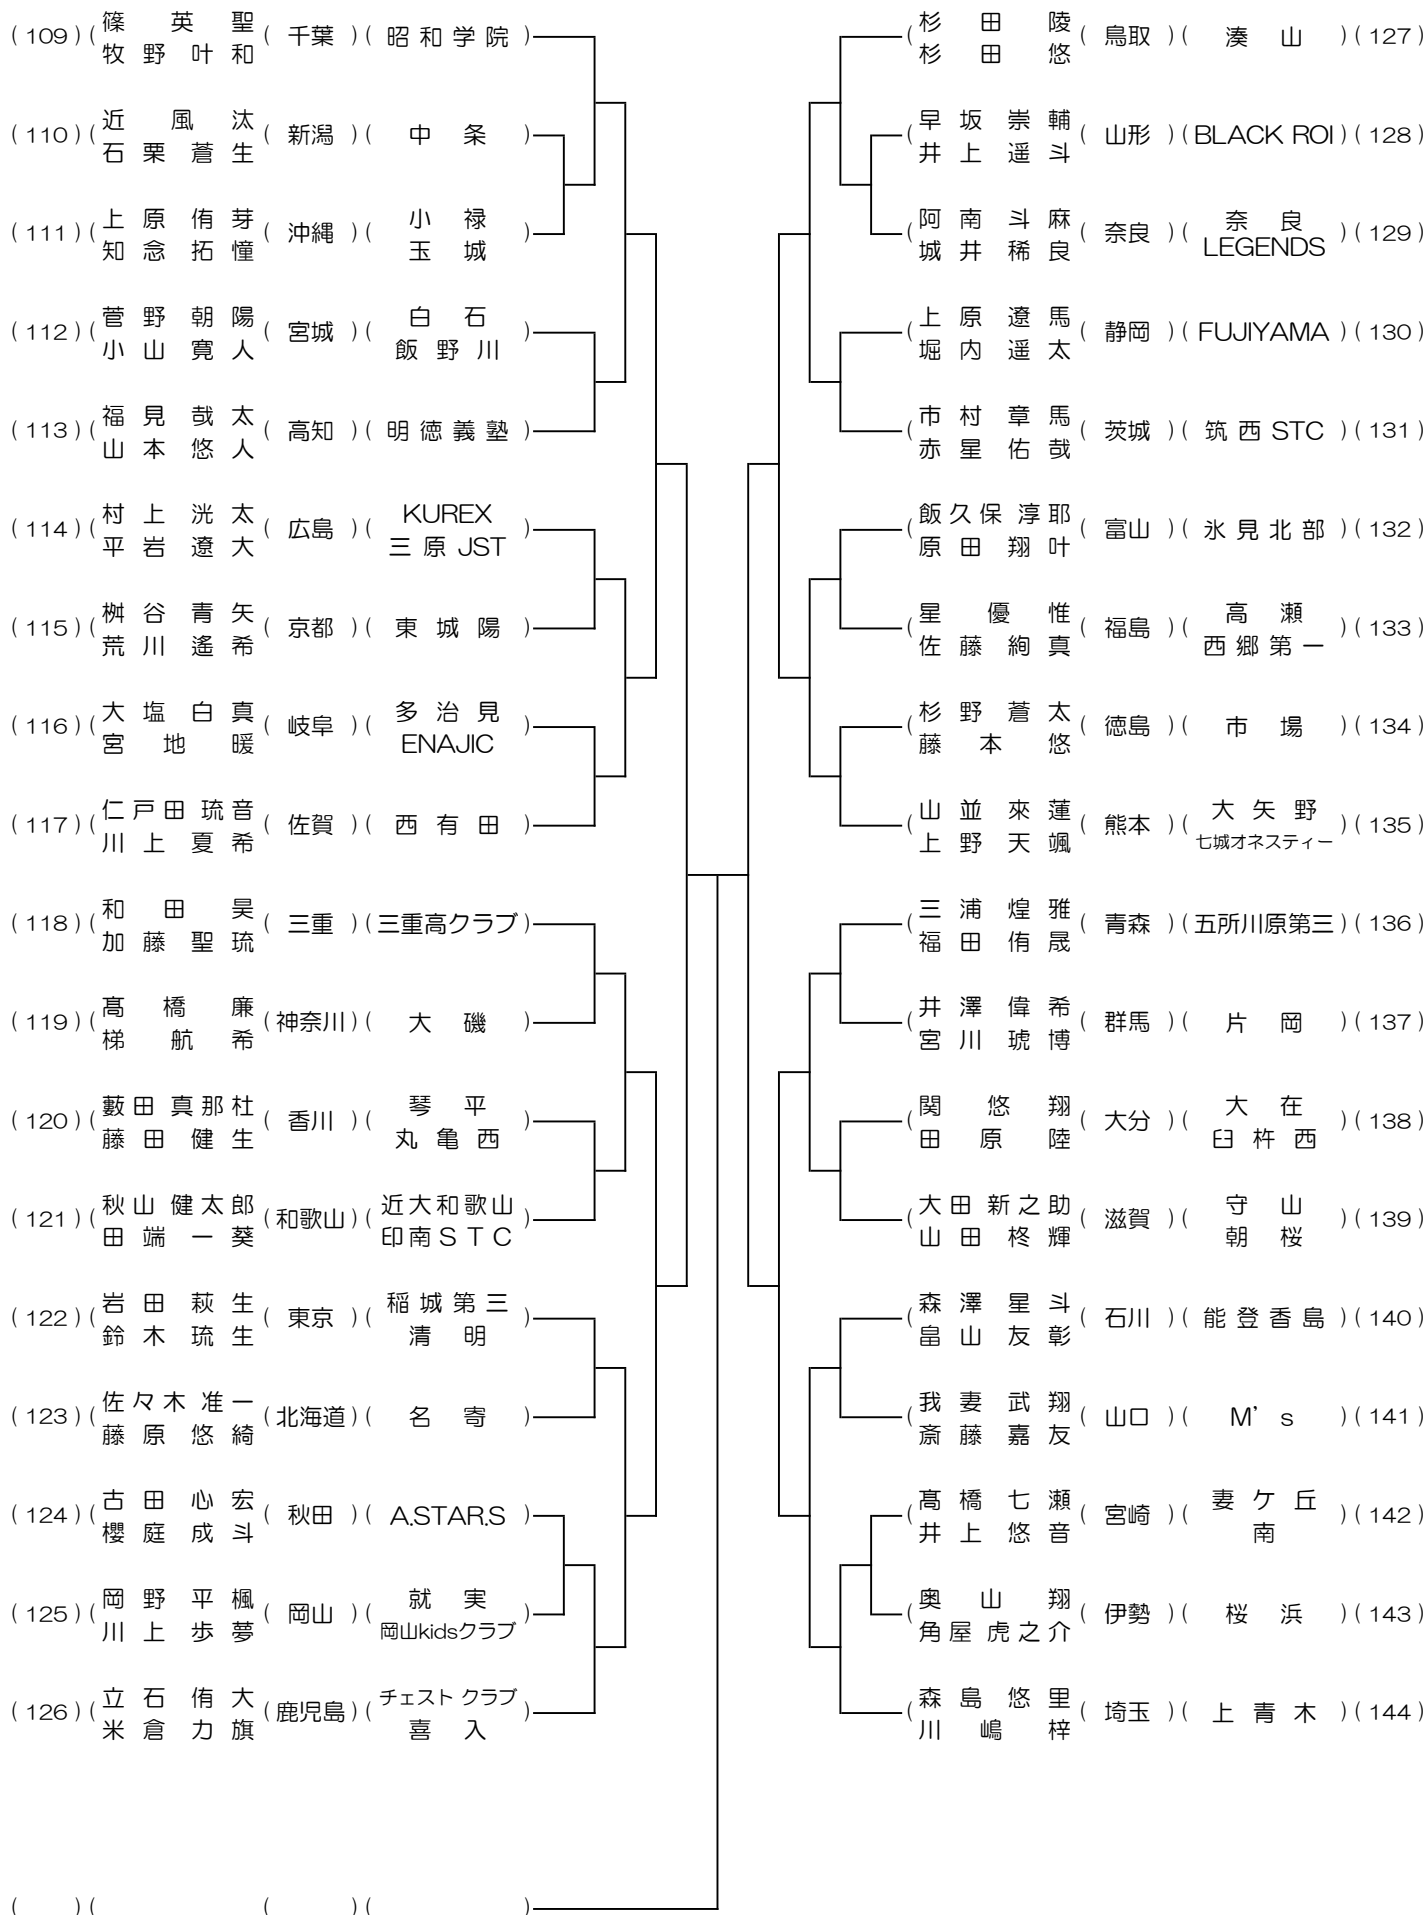 (109)(篠英聖(千葉)(昭和学院)
牧野叶和
(110)(近風汰(新潟)(中条)
石栗蒼生
(111)(上原侑芽(沖縄)(小禄)
知念拓憧 玉城
(112)(菅野朝陽(宮城)(白石)
小山寛人 飯野川
(113)(福見哉太(高知)(明徳義塾)
山本悠人
(114)(村上洸太(広島)(KUREX)
平岩遼大 三原JST
(115)(桝谷青矢(京都)(東城陽)
荒川遙希
(116)(大塩白真(岐阜)(多治見)
宮地暖 ENAJIC
(117)(仁戸田琉音(佐賀)(西有田)
川上夏希
(118)(和田昊(三重)(三重高クラブ)
加藤聖琉
(119)(髙橋廉(神奈川)(大磯)
梯航希
(120)(藪田真那杜(香川)(琴平)
藤田健生 丸亀西
(121)(秋山健太郎(和歌山)(近大和歌山)
田端一葵 印南STC
(122)(岩田萩生(東京)(稲城第三)
鈴木琉生 清明
(123)(佐々木准一(北海道)(名寄)
藤原悠綺
(124)(古田心宏(秋田)(A.STAR.S)
櫻庭成斗
(125)(岡野平楓(岡山)(就実)
川上歩夢 岡山kidsクラブ
(126)(立石侑大(鹿児島)(チェストクラブ)
米倉力旗 喜入
( )( ( )( )
(杉田陵(鳥取)(湊山)(127)
杉田悠
(早坂崇輔(山形)(BLACK ROI)(128)
井上遥斗
(阿南斗麻(奈良)(奈良)(129)
城井稀良 LEGENDS
(上原遼馬(静岡)(FUJIYAMA)(130)
堀内遥太
(市村章馬(茨城)(筑西STC)(131)
赤星佑哉
(飯久保淳耶(富山)(氷見北部)(132)
原田翔叶
(星優惟(福島)(高瀬)(133)
佐藤絢真 西郷第一
(杉野蒼太(徳島)(市場)(134)
藤本悠
(山並來蓮(熊本)(大矢野)(135)
上野天颯 七城オネスティー
(三浦煌雅(青森)(五所川原第三)(136)
福田侑晟
(井澤偉希(群馬)(片岡)(137)
宮川琥博
(関悠翔(大分)(大在)(138)
田原陸 臼杵西
(大田新之助(滋賀)(守山)(139)
山田柊輝 朝桜
(森澤星斗(石川)(能登香島)(140)
畠山友彰
(我妻武翔(山口)(M's)(141)
斎藤嘉友
(髙橋七瀬(宮崎)(妻ケ丘)(142)
井上悠音 南
(奥山翔(伊勢)(桜浜)(143)
角屋虎之介
(森島悠里(埼玉)(上青木)(144)
川嶋梓